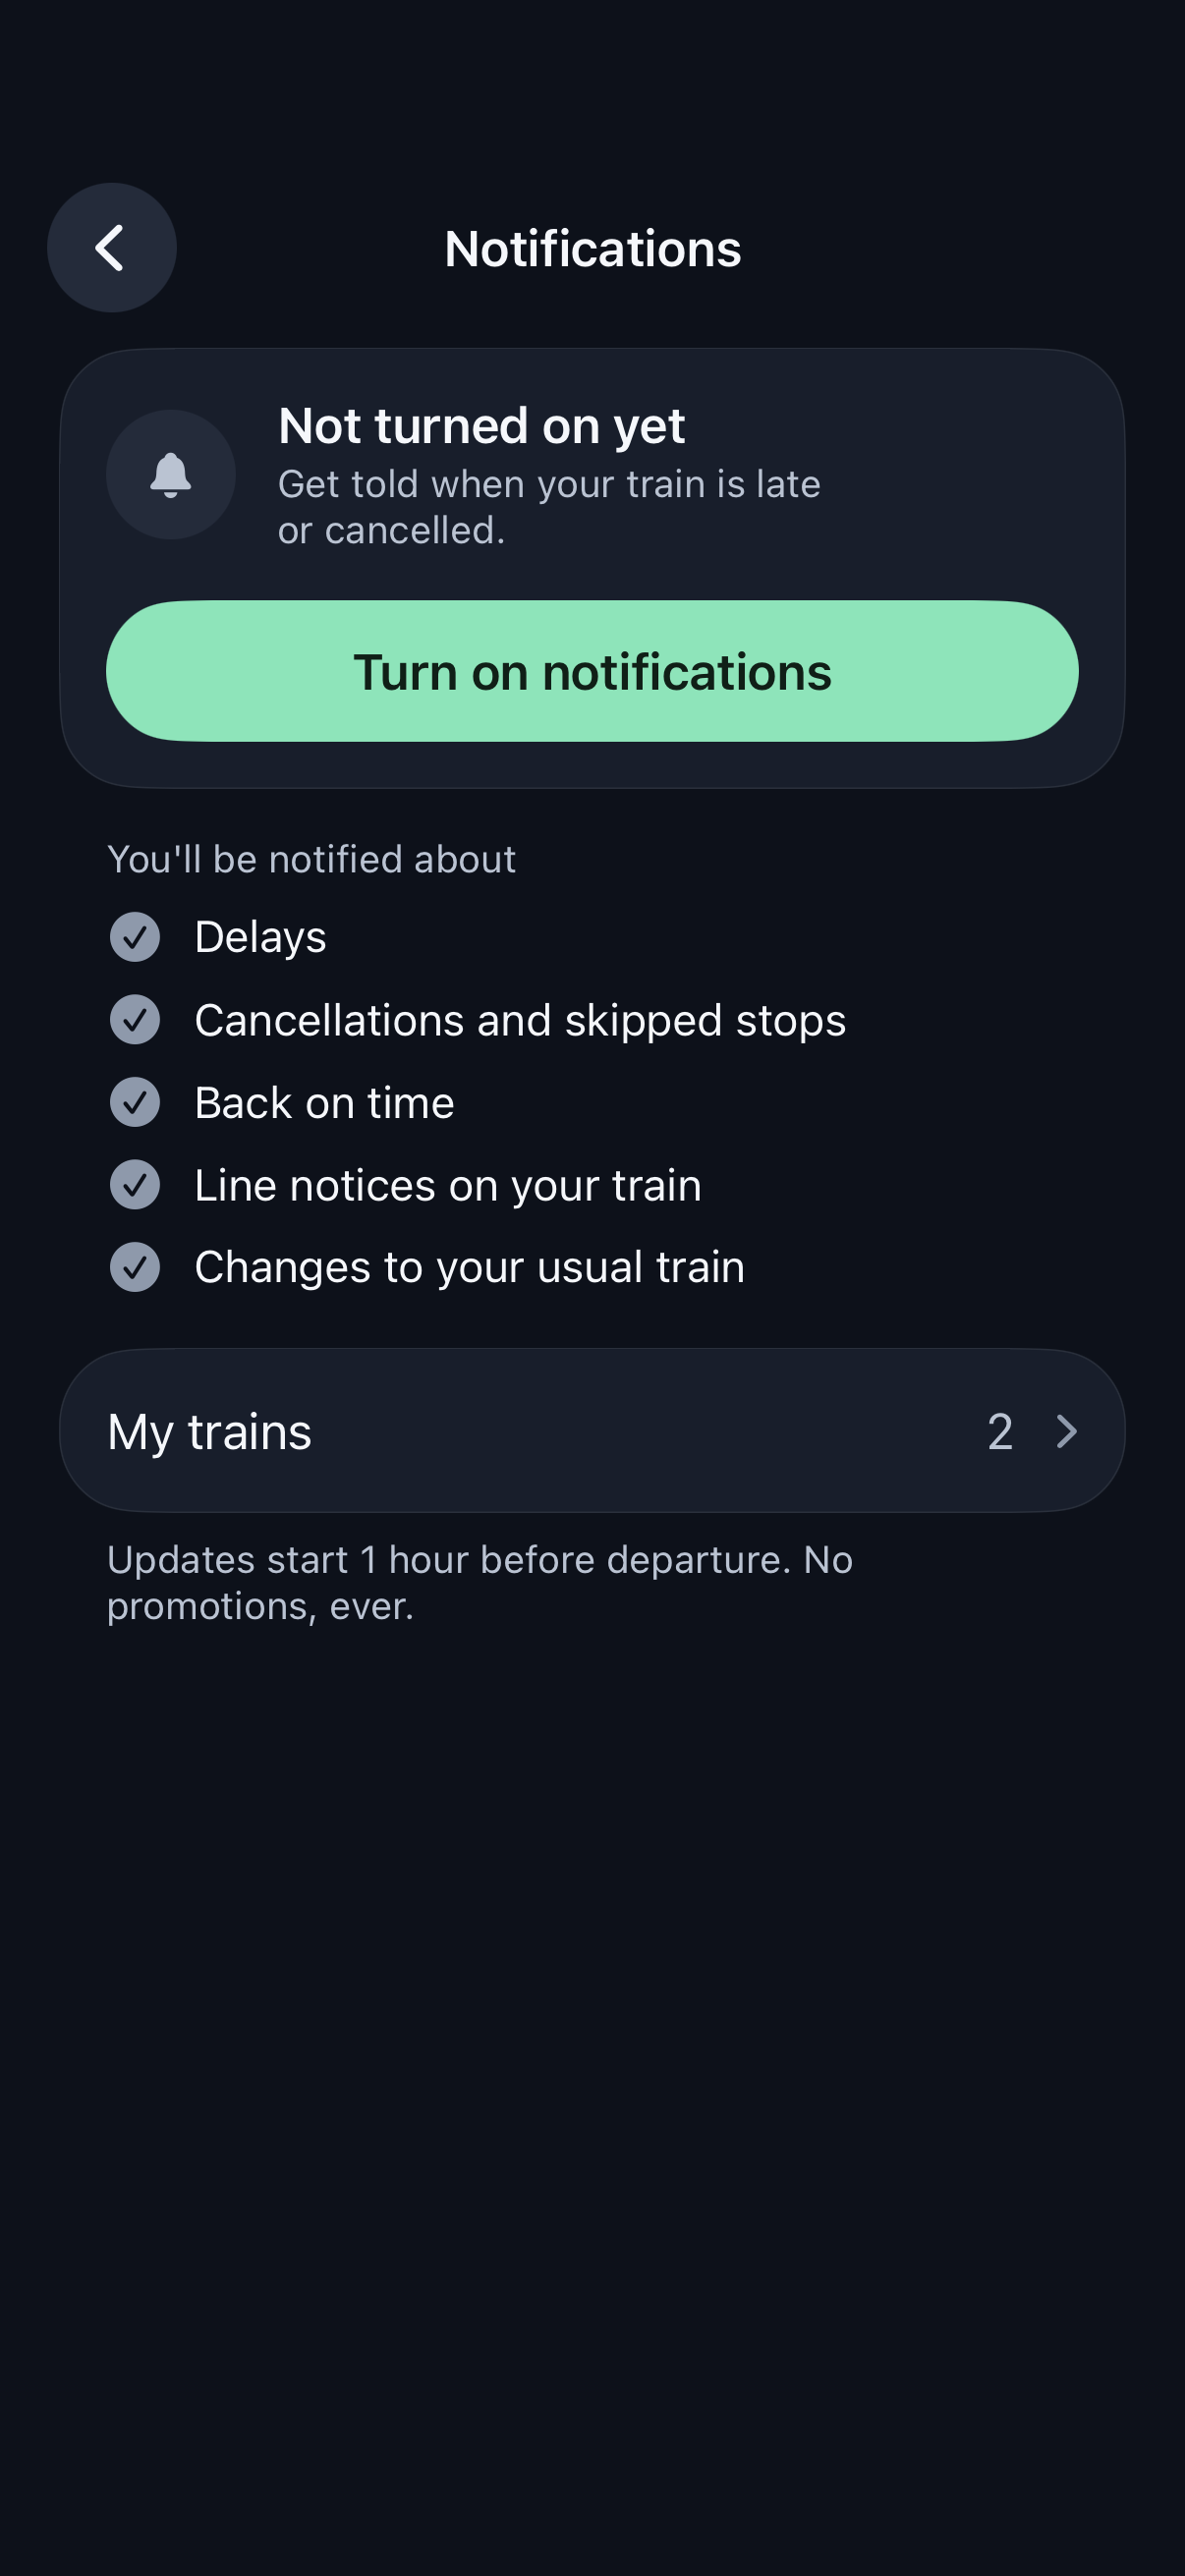 Notifications
Not turned on yet
Get told when your train is late
or cancelled.
Turn on notifications
You'll be notified about
Delays
Cancellations and skipped stops
Back on time
Line notices on your train
Changes to your usual train
My trains 2
Updates start 1 hour before departure. No
promotions, ever.